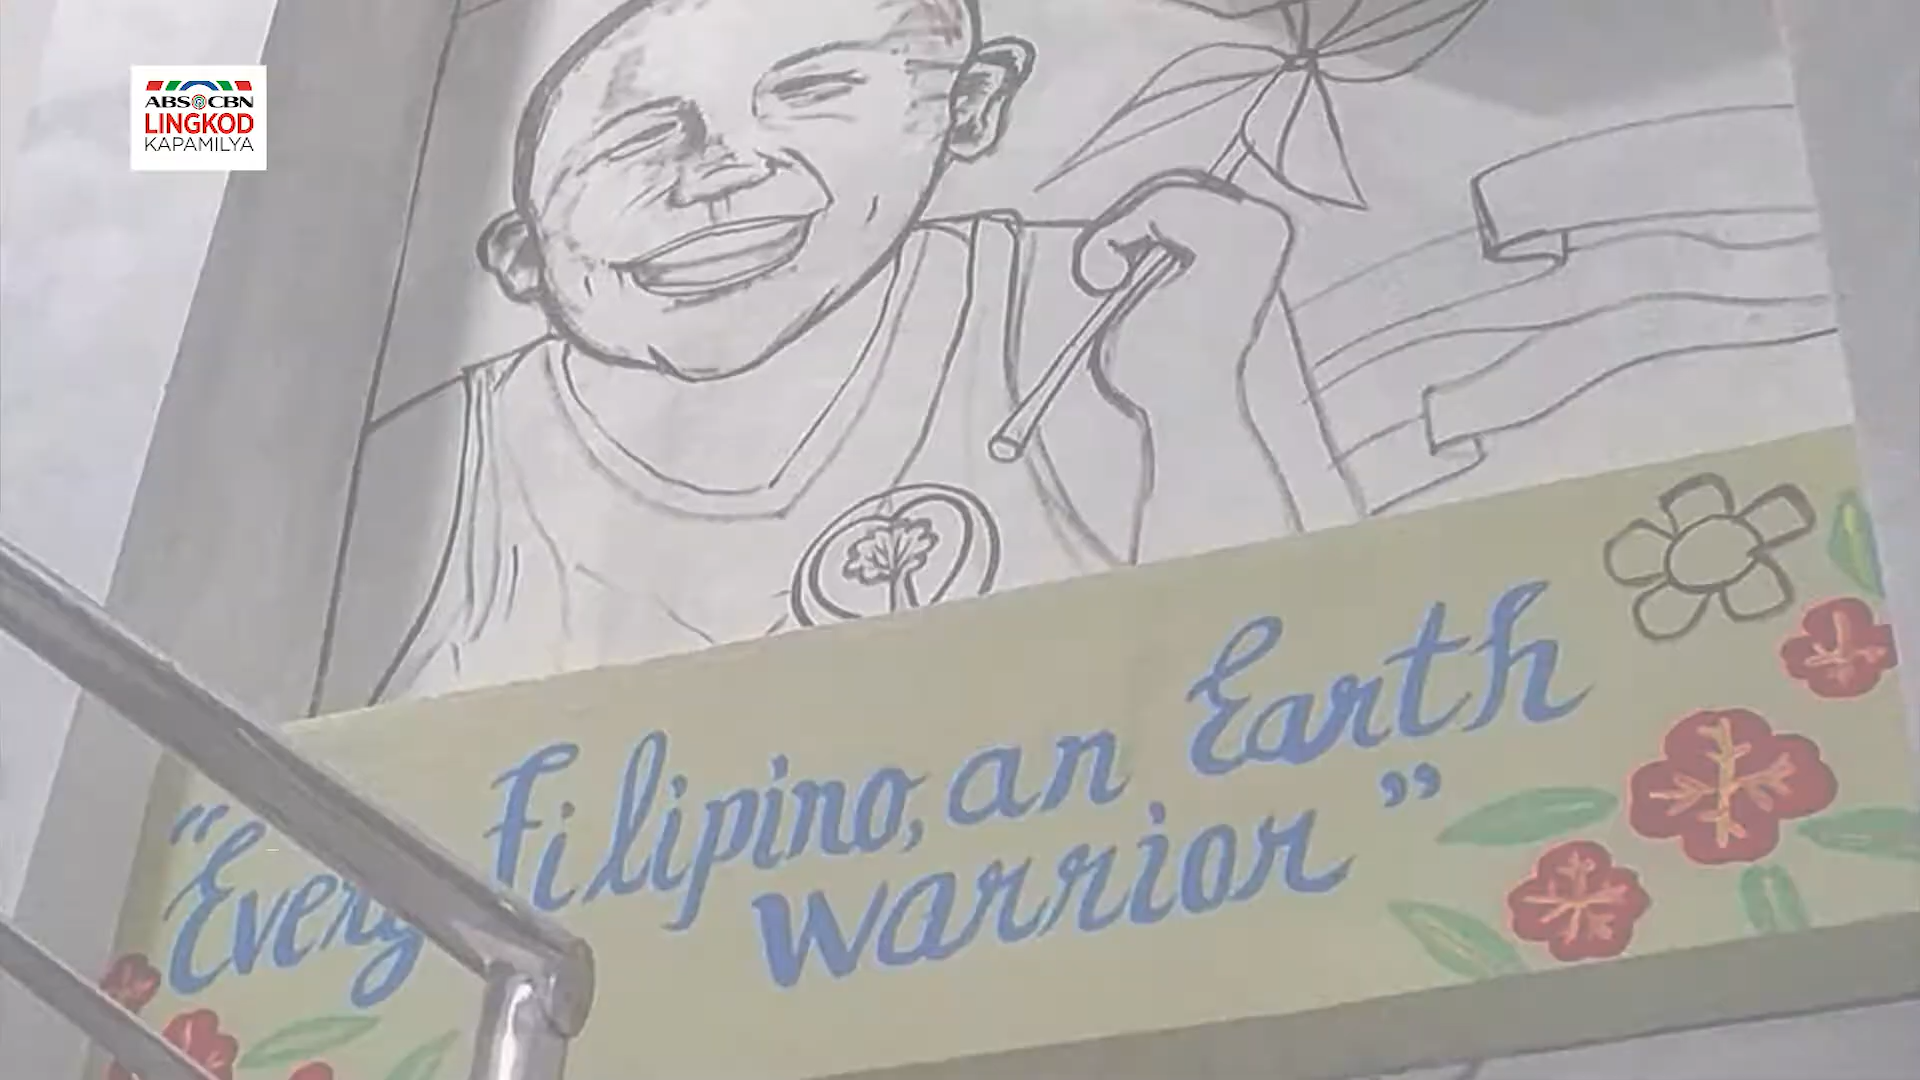 ABS-CBN
LINGKOD
KAPAMILYA
"Every Filipino, an Earth
warrior"